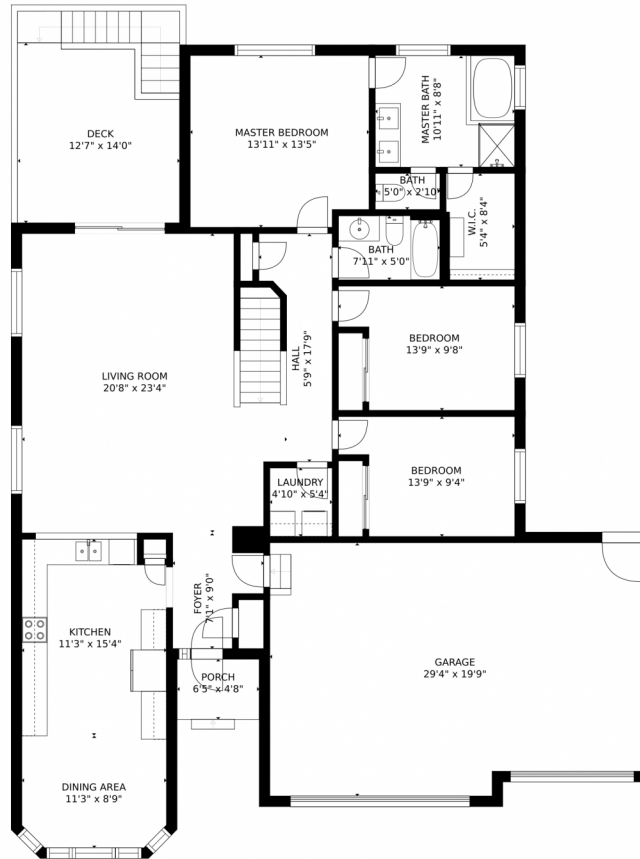 DECK
12'7" x 14'0"
MASTER BEDROOM
13'11" x 13'5"
MASTER BATH
10'11" x 8'8"
BATH
5'0" x 2'10"
W.I.C.
5'4" x 8'4"
BATH
7'11" x 5'0"
HALL
5'9" x 17'9"
BEDROOM
13'9" x 9'8"
LIVING ROOM
20'8" x 23'4"
BEDROOM
13'9" x 9'4"
LAUNDRY
4'10" x 5'4"
FOYER
7'1" x 9'0"
KITCHEN
11'3" x 15'4"
GARAGE
29'4" x 19'9"
PORCH
6'5" x 4'8"
DINING AREA
11'3" x 8'9"